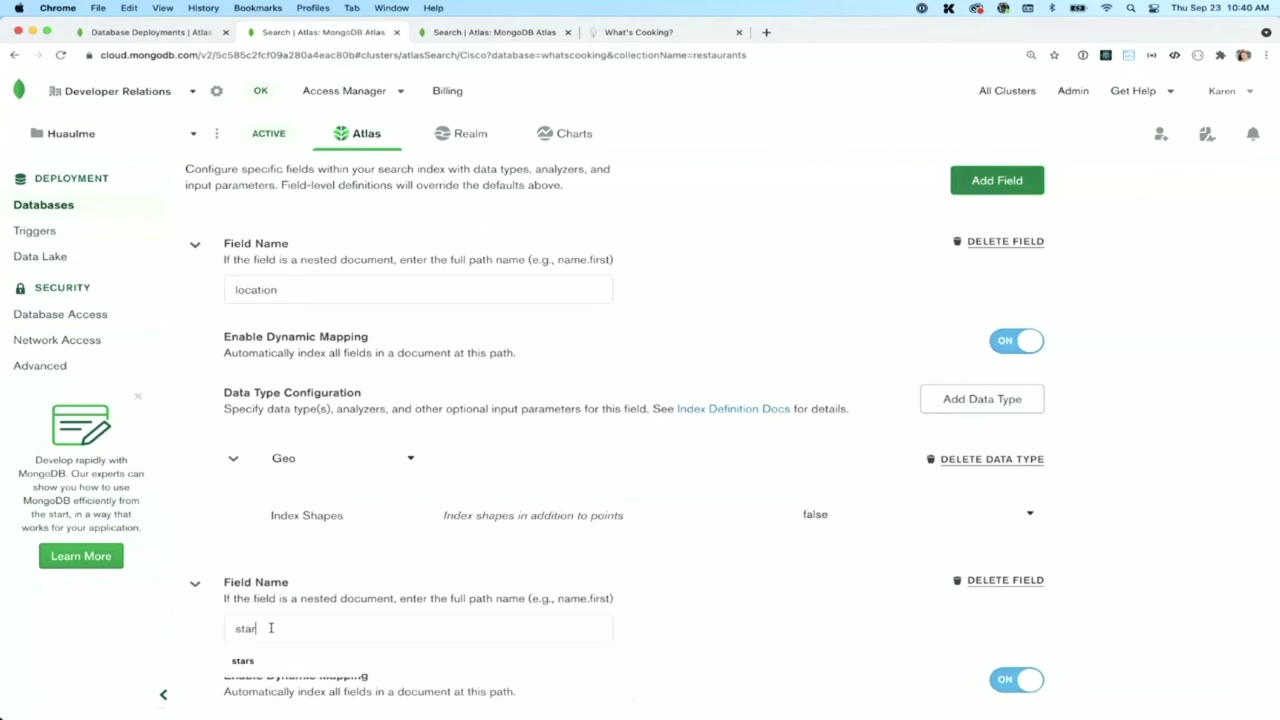 Chrome File Edit View History Bookmarks Profiles Tab Window Help Thu Sep 23 10:40 AM
Database Deployments | Atlas Search | Atlas: MongoDB Atlas Search | Atlas: MongoDB Atlas What's Cooking?
cloud.mongodb.com/v2/5c585c2fcf09a280a4eac80b#clusters/atlasSearch/Cisco?database=whatscooking&collectionName=restaurants
Developer Relations OK Access Manager Billing All Clusters Admin Get Help Karen
Huaulme ACTIVE Atlas Realm Charts
DEPLOYMENT
Databases
Triggers
Data Lake
SECURITY
Database Access
Network Access
Advanced
Develop rapidly with
MongoDB. Our experts can
show you how to use
MongoDB efficiently from
the start, in a way that
works for your application.
Learn More
Configure specific fields within your search index with data types, analyzers, and
input parameters. Field-level definitions will override the defaults above.
Add Field
Field Name
DELETE FIELD
If the field is a nested document, enter the full path name (e.g., name.first)
location
Enable Dynamic Mapping
Automatically index all fields in a document at this path.
ON
Data Type Configuration
Specify data type(s), analyzers, and other optional input parameters for this field. See Index Definition Docs for details.
Add Data Type
Geo
DELETE DATA TYPE
Index Shapes Index shapes in addition to points false
Field Name
DELETE FIELD
If the field is a nested document, enter the full path name (e.g., name.first)
star
stars
Enable Dynamic Mapping
Automatically index all fields in a document at this path.
ON